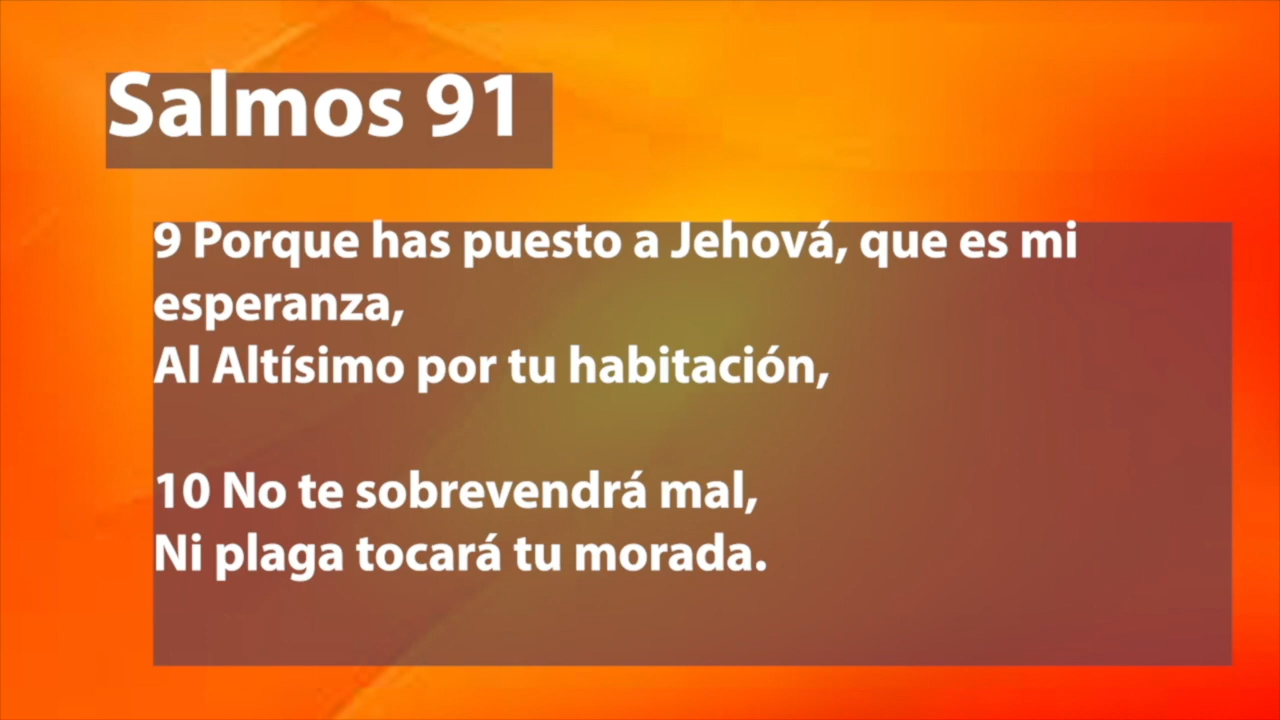 Salmos 91
9 Porque has puesto a Jehová, que es mi
esperanza,
Al Altísimo por tu habitación,
10 No te sobrevendrá mal,
Ni plaga tocará tu morada.